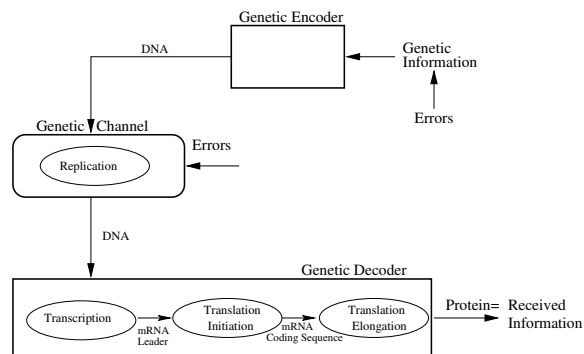 Genetic Encoder
DNA
Genetic
Information
Errors
Genetic Channel
Errors
Replication
DNA
Genetic Decoder
Transcription
mRNA
Leader
Translation
Initiation
mRNA
Coding Sequence
Translation
Elongation
Protein= Received
Information